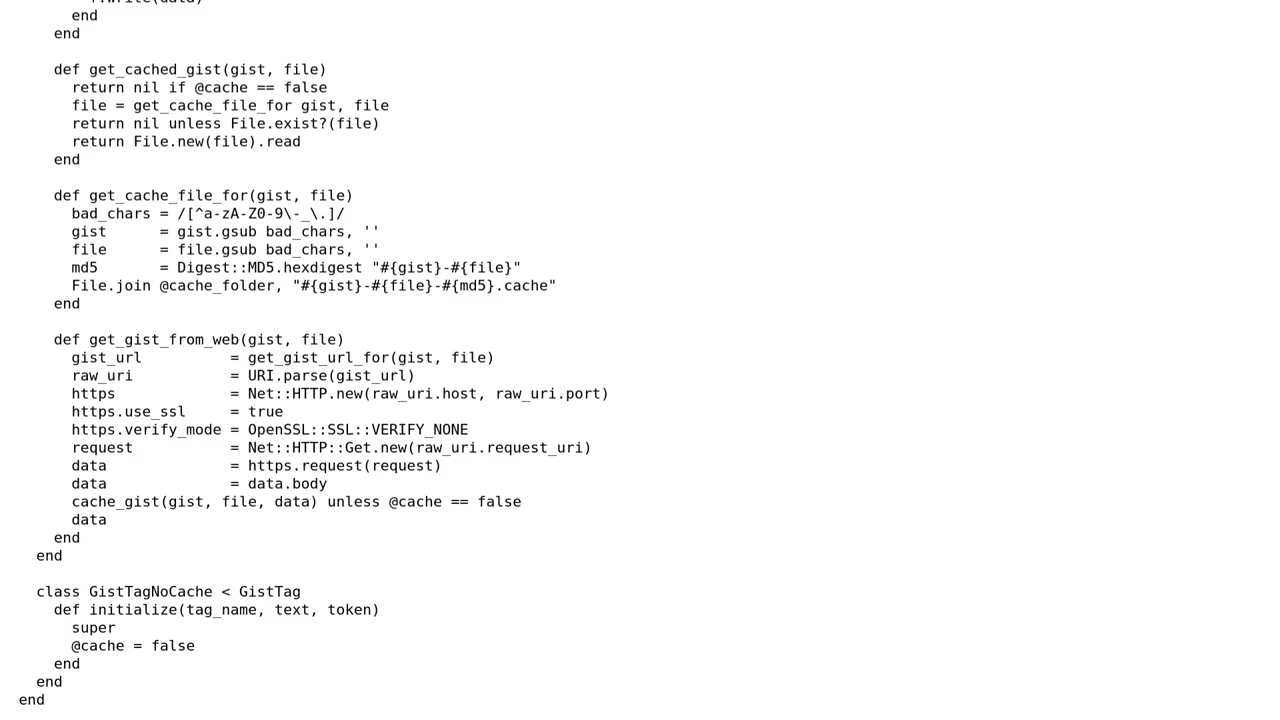 f.write(data)
end
end
def get_cached_gist(gist, file)
return nil if @cache == false
file = get_cache_file_for gist, file
return nil unless File.exist?(file)
return File.new(file).read
end
def get_cache_file_for(gist, file)
bad_chars = /[^a-zA-Z0-9\-_\.]/
gist      = gist.gsub bad_chars, ''
file      = file.gsub bad_chars, ''
md5       = Digest::MD5.hexdigest "#{gist}-#{file}"
File.join @cache_folder, "#{gist}-#{file}-#{md5}.cache"
end
def get_gist_from_web(gist, file)
gist_url          = get_gist_url_for(gist, file)
raw_uri           = URI.parse(gist_url)
https             = Net::HTTP.new(raw_uri.host, raw_uri.port)
https.use_ssl     = true
https.verify_mode = OpenSSL::SSL::VERIFY_NONE
request           = Net::HTTP::Get.new(raw_uri.request_uri)
data              = https.request(request)
data              = data.body
cache_gist(gist, file, data) unless @cache == false
data
end
end
class GistTagNoCache < GistTag
def initialize(tag_name, text, token)
super
@cache = false
end
end
end